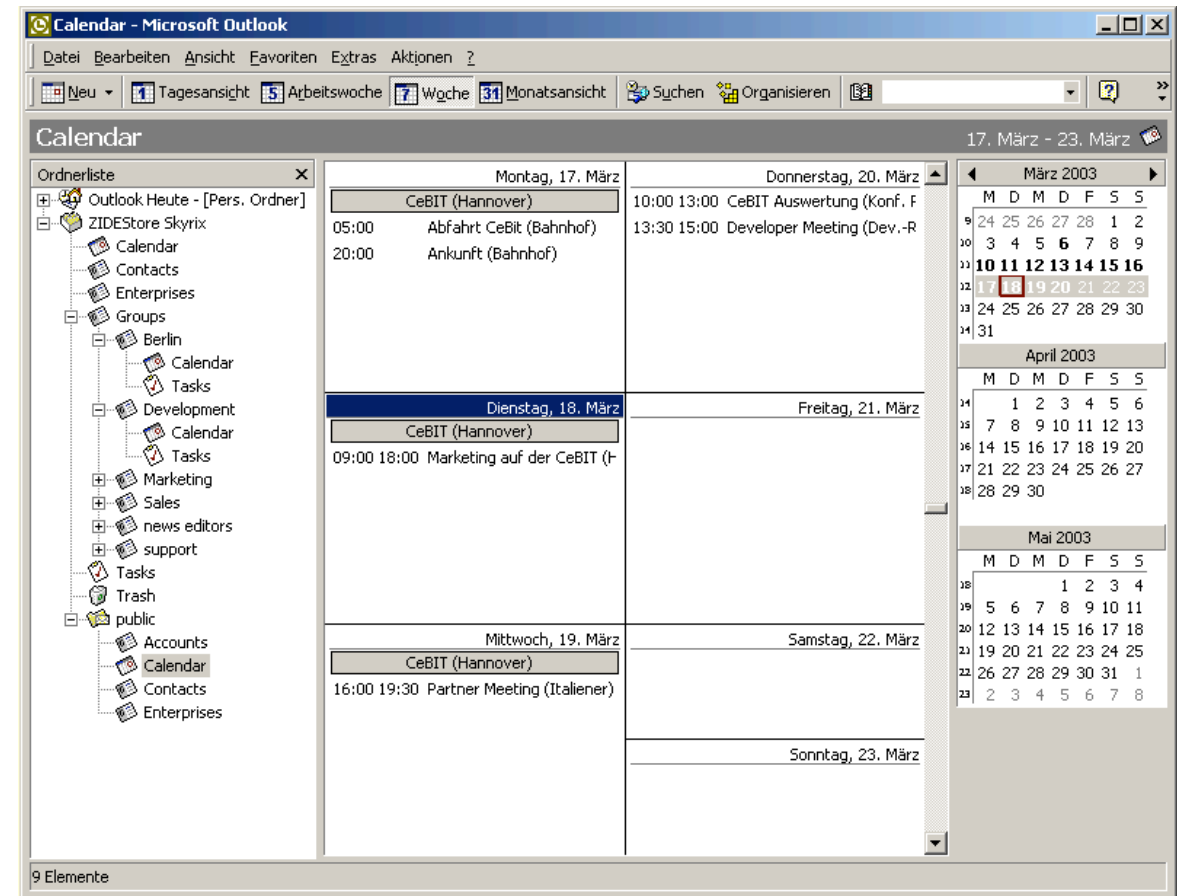 Calendar - Microsoft Outlook
Datei Bearbeiten Ansicht Favoriten Extras Aktionen ?
Neu 1 Tagesansicht 5 Arbeitswoche 7 Woche 31 Monatsansicht Suchen Organisieren
Calendar 17. März - 23. März
Ordnerliste
Outlook Heute - [Pers. Ordner]
ZIDEStore Skyrix
Calendar
Contacts
Enterprises
Groups
Berlin
Calendar
Tasks
Development
Calendar
Tasks
Marketing
Sales
news editors
support
Tasks
Trash
public
Accounts
Calendar
Contacts
Enterprises
Montag, 17. März
CeBIT (Hannover)
05:00 Abfahrt CeBit (Bahnhof)
20:00 Ankunft (Bahnhof)
Dienstag, 18. März
CeBIT (Hannover)
09:00 18:00 Marketing auf der CeBIT (H
Mittwoch, 19. März
CeBIT (Hannover)
16:00 19:30 Partner Meeting (Italiener)
Donnerstag, 20. März
10:00 13:00 CeBIT Auswertung (Konf. F
13:30 15:00 Developer Meeting (Dev.-R
Freitag, 21. März
Samstag, 22. März
Sonntag, 23. März
März 2003
M D M D F S S
9 24 25 26 27 28 1 2
10 3 4 5 6 7 8 9
11 10 11 12 13 14 15 16
12 17 18 19 20 21 22 23
13 24 25 26 27 28 29 30
14 31
April 2003
M D M D F S S
14 1 2 3 4 5 6
15 7 8 9 10 11 12 13
16 14 15 16 17 18 19 20
17 21 22 23 24 25 26 27
18 28 29 30
Mai 2003
M D M D F S S
18 1 2 3 4
19 5 6 7 8 9 10 11
20 12 13 14 15 16 17 18
21 19 20 21 22 23 24 25
22 26 27 28 29 30 31 1
23 2 3 4 5 6 7 8
9 Elemente